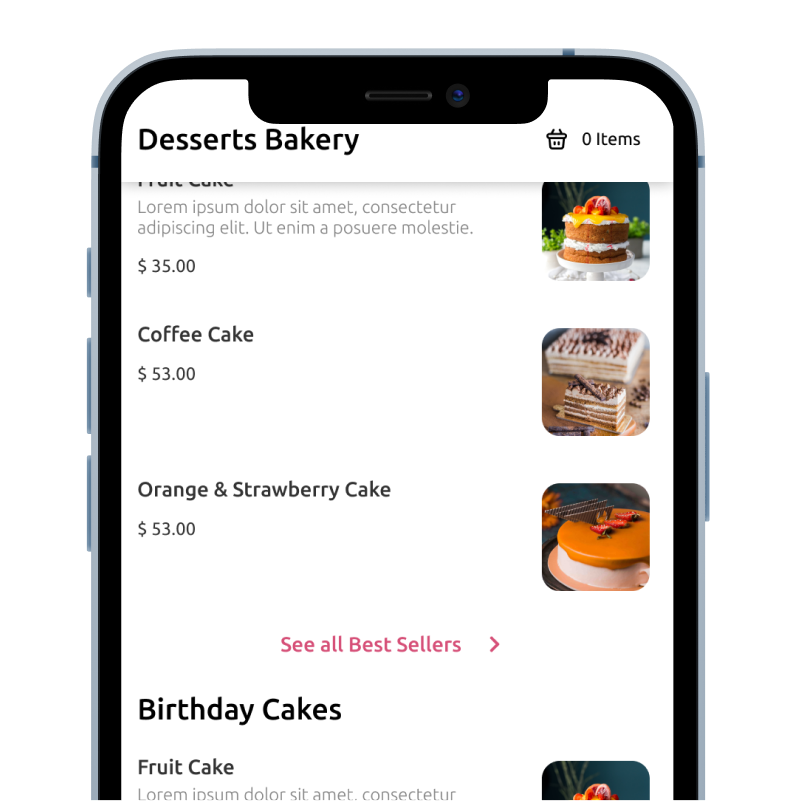 Desserts Bakery
0 Items
Fruit Cake
Lorem ipsum dolor sit amet, consectetur
adipiscing elit. Ut enim a posuere molestie.
$ 35.00
Coffee Cake
$ 53.00
Orange & Strawberry Cake
$ 53.00
See all Best Sellers
Birthday Cakes
Fruit Cake
Lorem ipsum dolor sit amet, consectetur